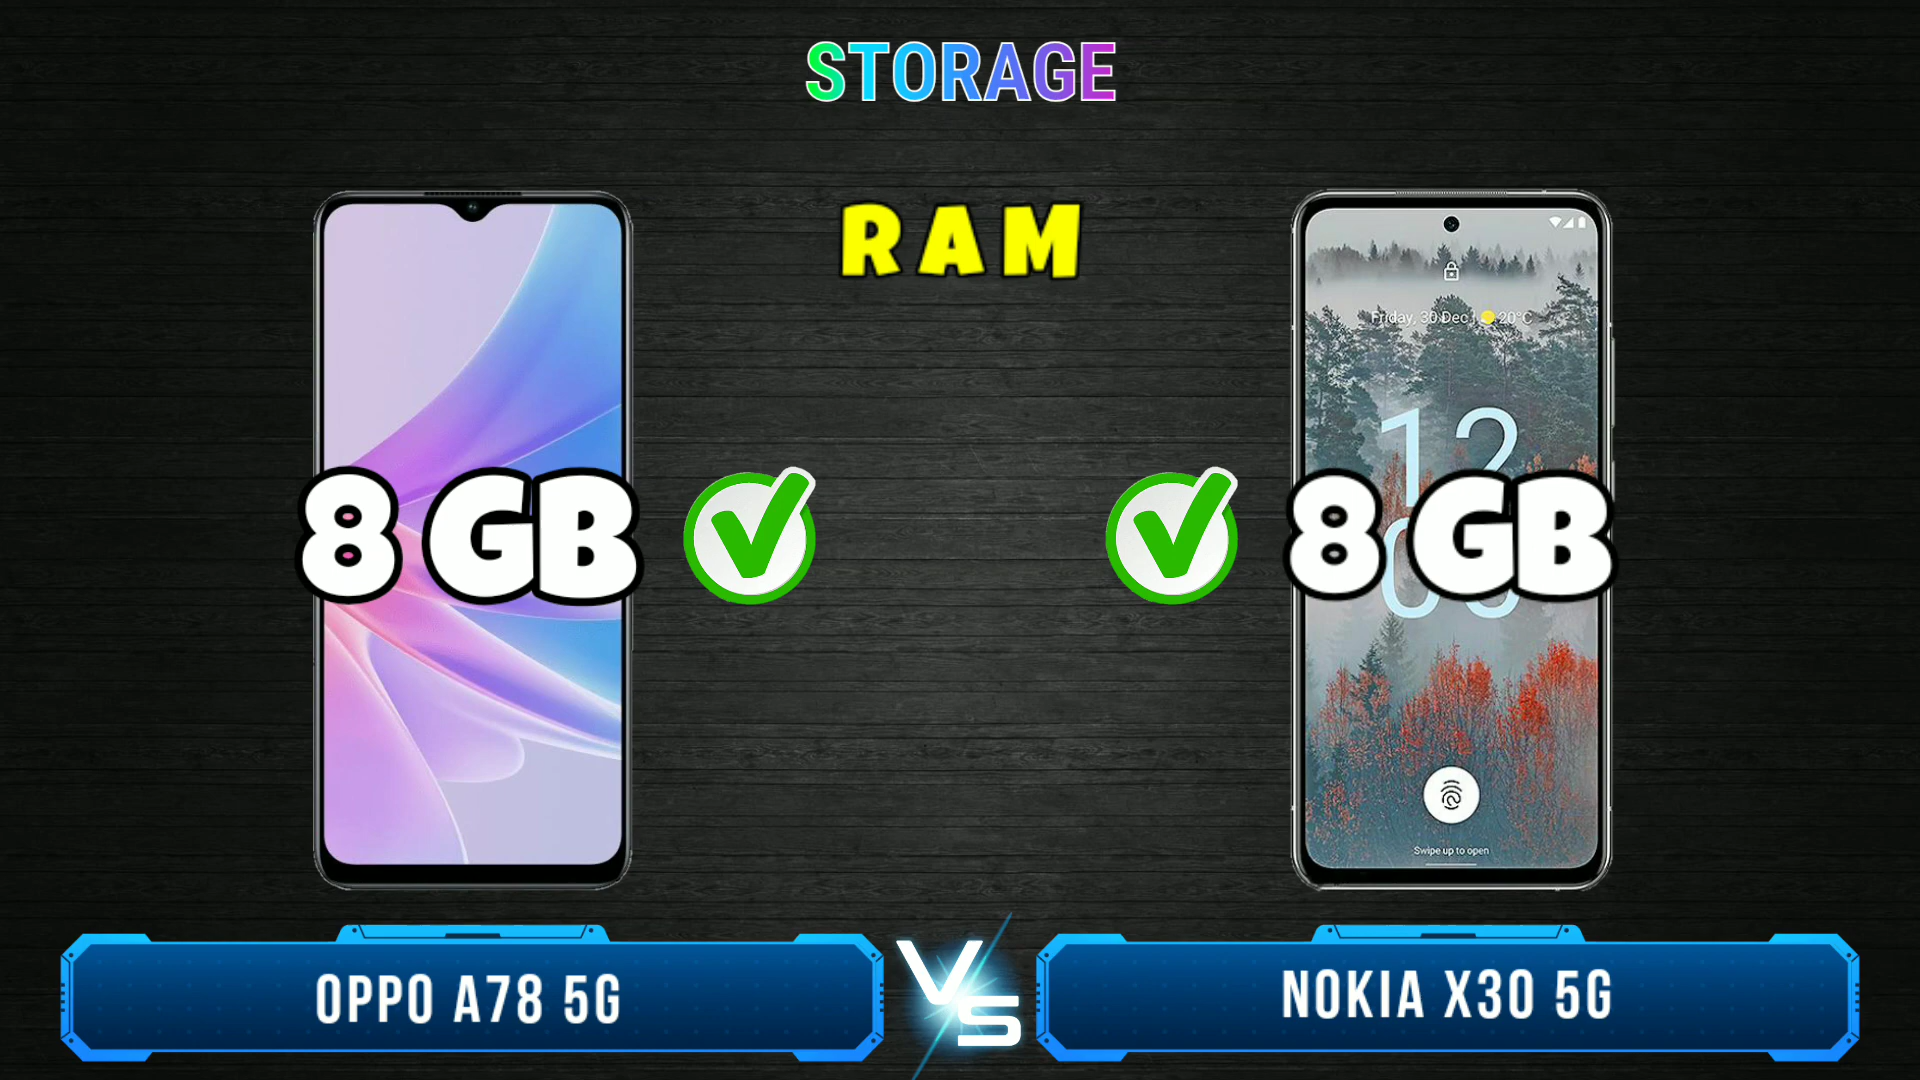 STORAGE
RAM
Friday, 30 Dec 20°C
12
8 GB
8 GB
Swipe up to open
OPPO A78 5G
VS
NOKIA X30 5G